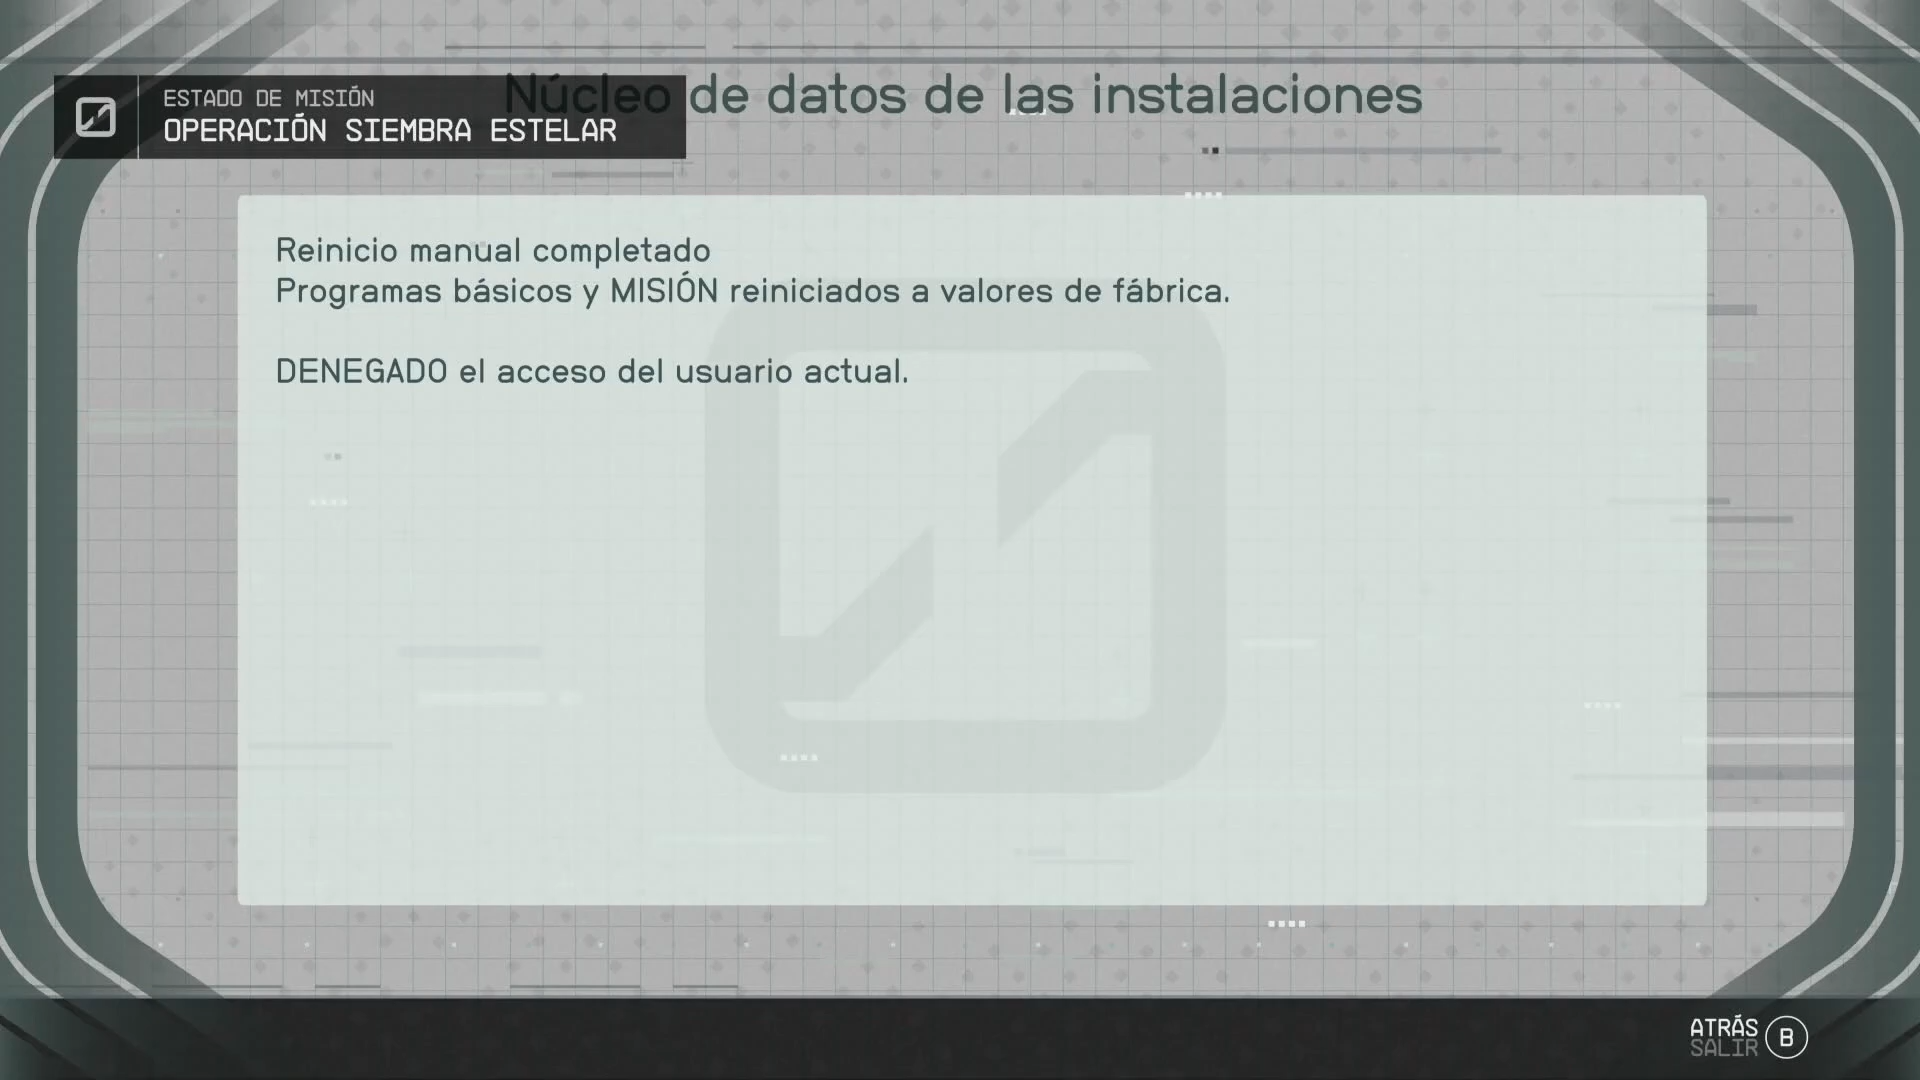 Núcleo de datos de las instalaciones
ESTADO DE MISIÓN
OPERACIÓN SIEMBRA ESTELAR
Reinicio manual completado
Programas básicos y MISIÓN reiniciados a valores de fábrica.
DENEGADO el acceso del usuario actual.
ATRÁS
SALIR
B